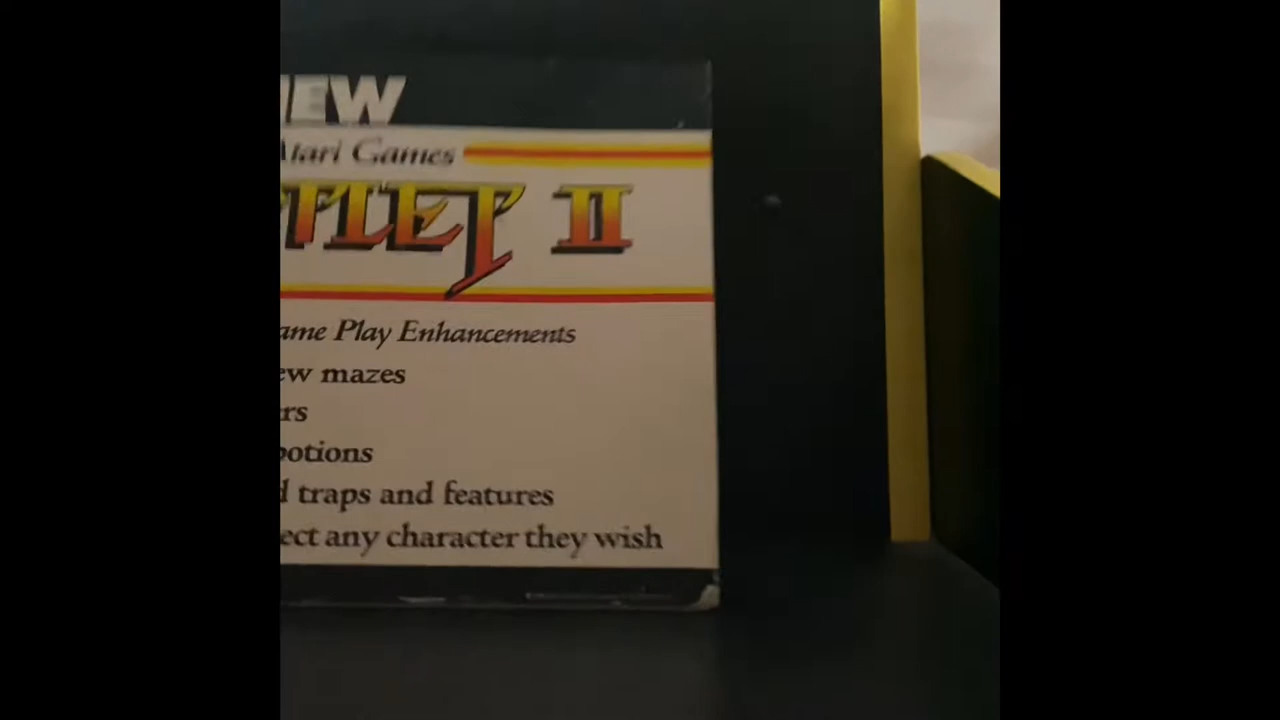 NEW
Atari Games
TLET II
ame Play Enhancements
ew mazes
rs
potions
d traps and features
ect any character they wish